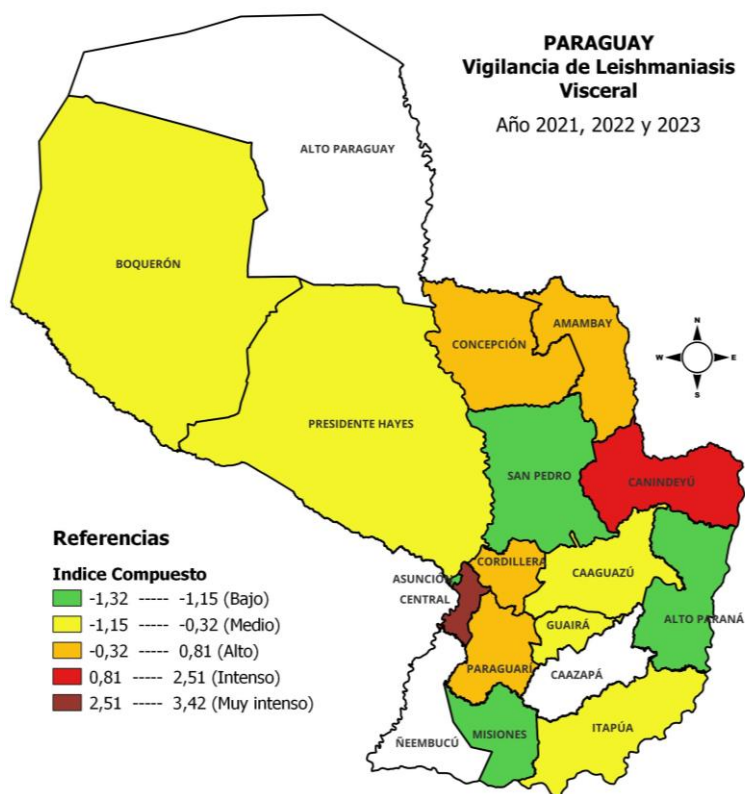 PARAGUAY
Vigilancia de Leishmaniasis
Visceral
Año 2021, 2022 y 2023
ALTO PARAGUAY
BOQUERÓN
CONCEPCIÓN
AMAMBAY
N
W
E
S
PRESIDENTE HAYES
SAN PEDRO
CANINDEYÚ
CORDILLERA
ASUNCIÓN
CAAGUAZÚ
CENTRAL
GUAIRÁ
ALTO PARANÁ
PARAGUARÍ
CAAZAPÁ
ÑEEMBUCÚ
MISIONES
ITAPÚA
Referencias
Indice Compuesto
-1,32 ----- -1,15 (Bajo)
-1,15 ----- -0,32 (Medio)
-0,32 ----- 0,81 (Alto)
0,81 ----- 2,51 (Intenso)
2,51 ----- 3,42 (Muy intenso)